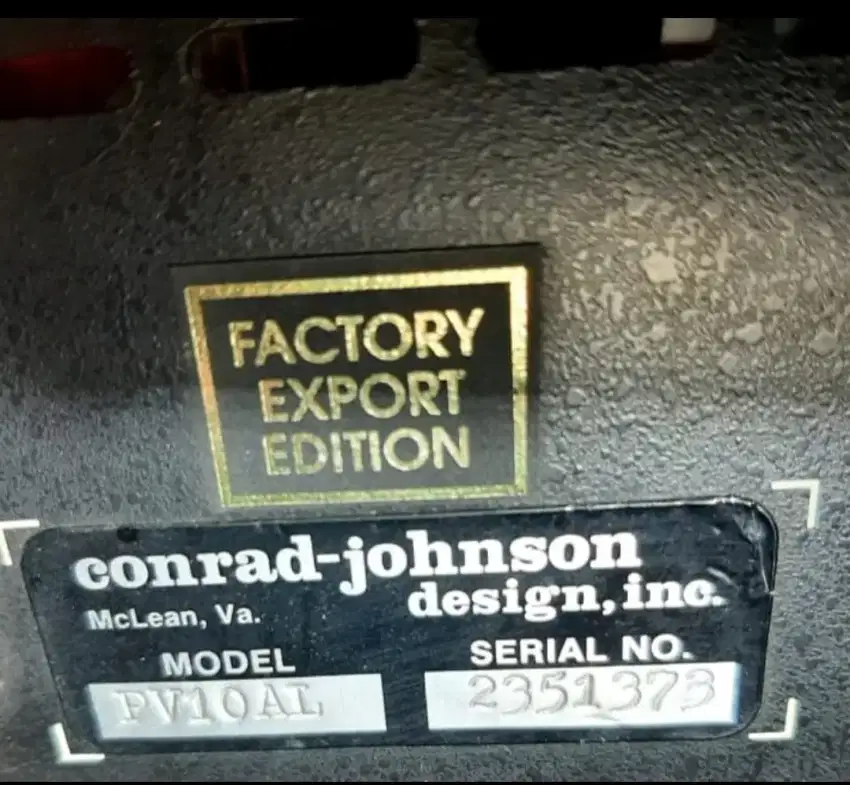 FACTORY
EXPORT
EDITION
conrad-johnson
design, inc.
McLean, Va.
MODEL
SERIAL NO.
PV10AL
2351373